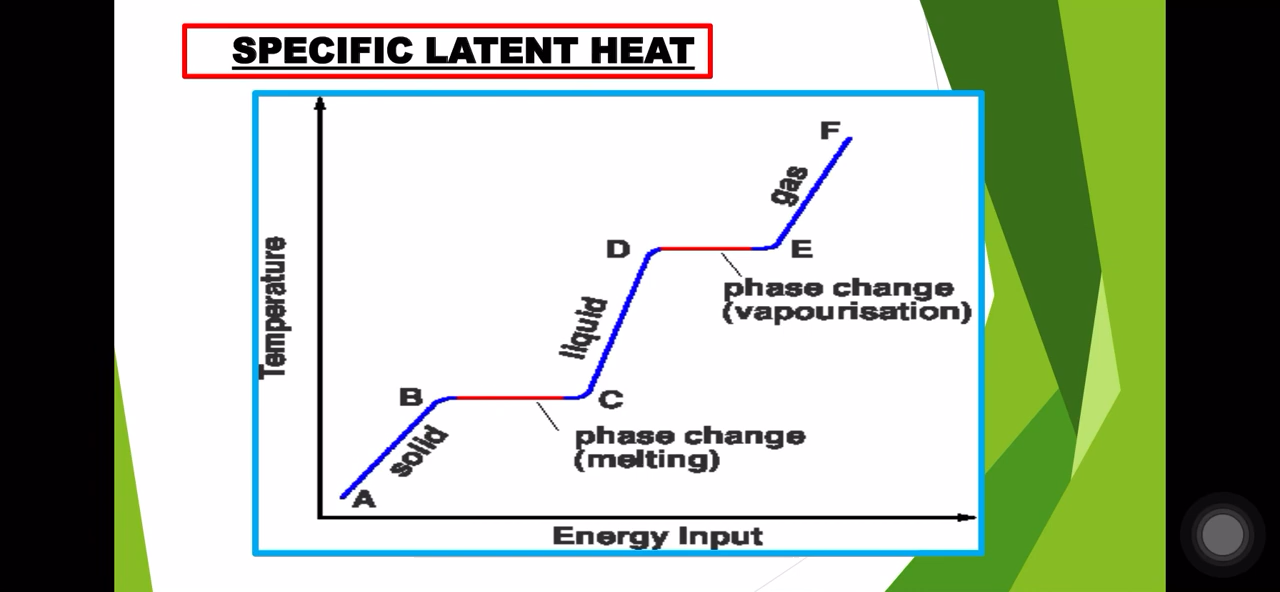 SPECIFIC LATENT HEAT
F
gas
D
E
phase change
(vapourisation)
Temperature
liquid
B
C
solid
phase change
(melting)
A
Energy Input